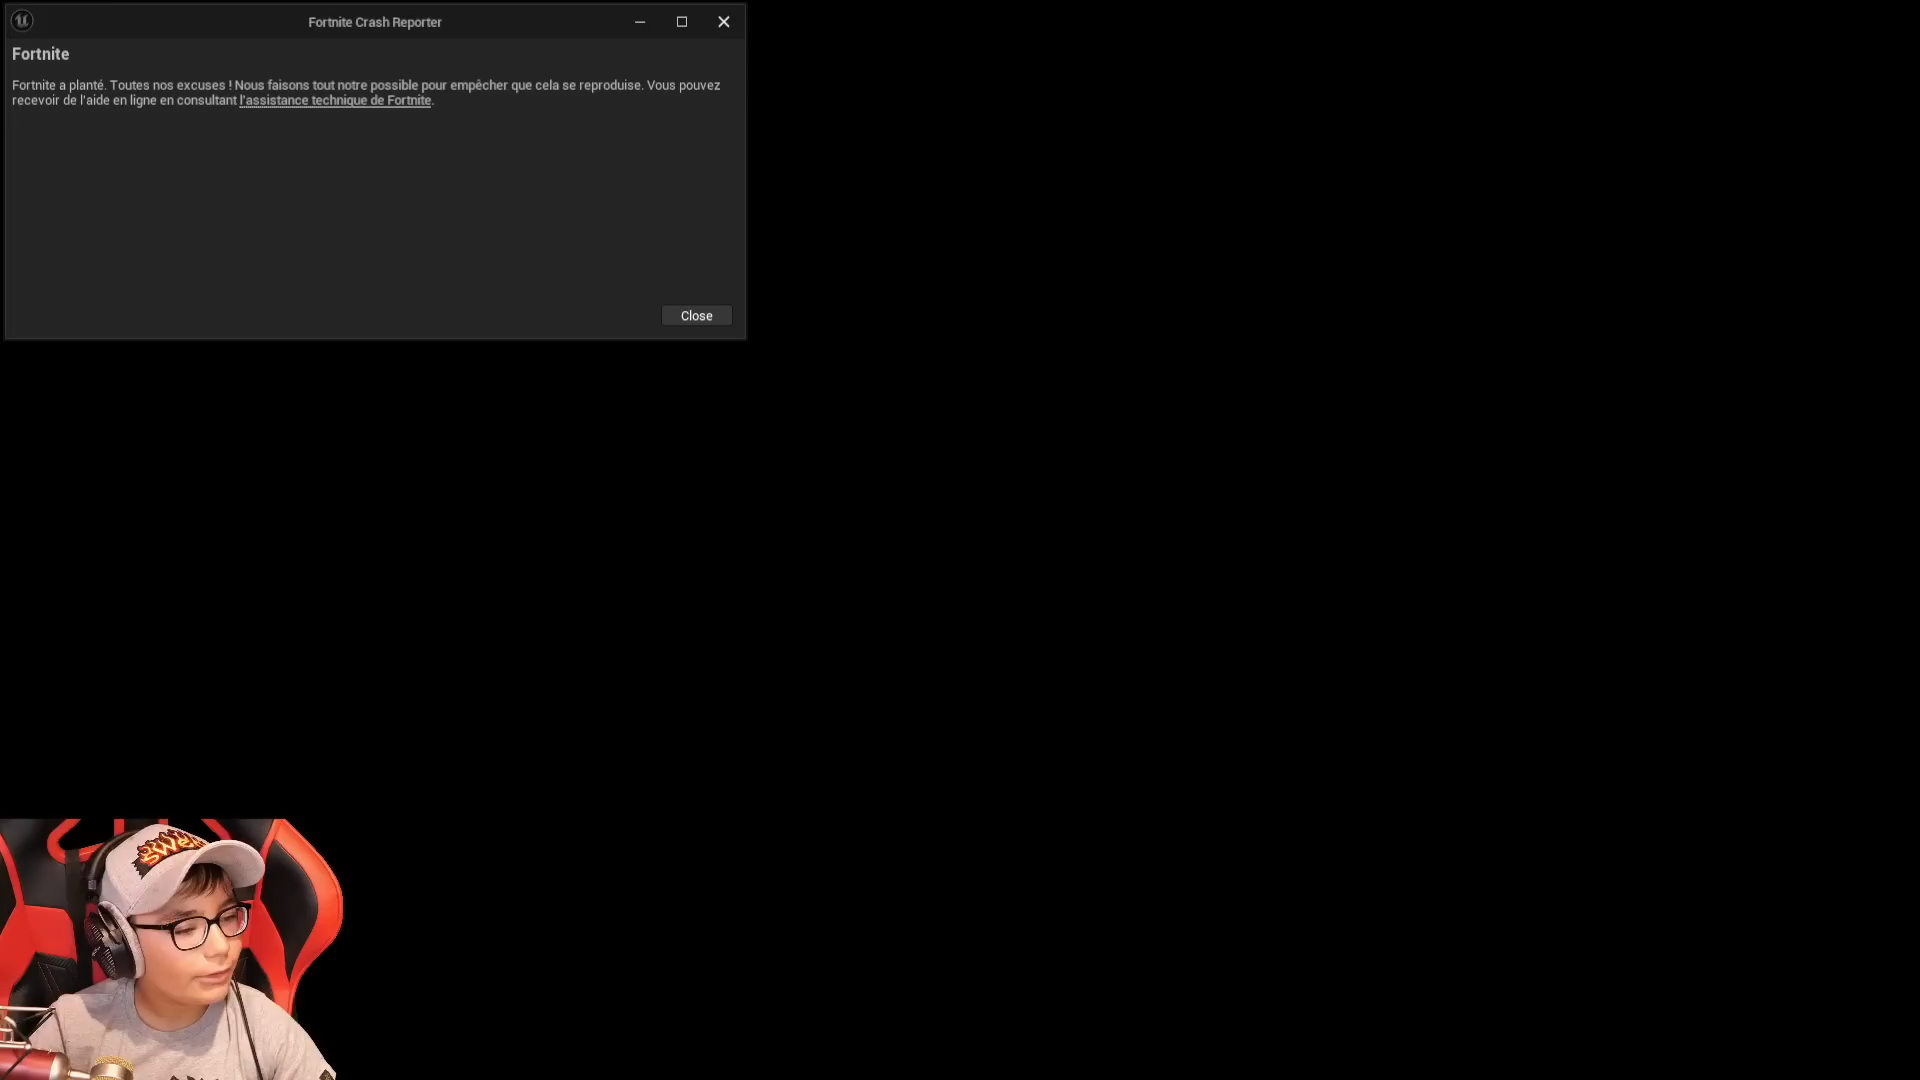 Fortnite Crash Reporter
Fortnite
Fortnite a planté. Toutes nos excuses ! Nous faisons tout notre possible pour empêcher que cela se reproduise. Vous pouvez
recevoir de l'aide en ligne en consultant l'assistance technique de Fortnite.
Close